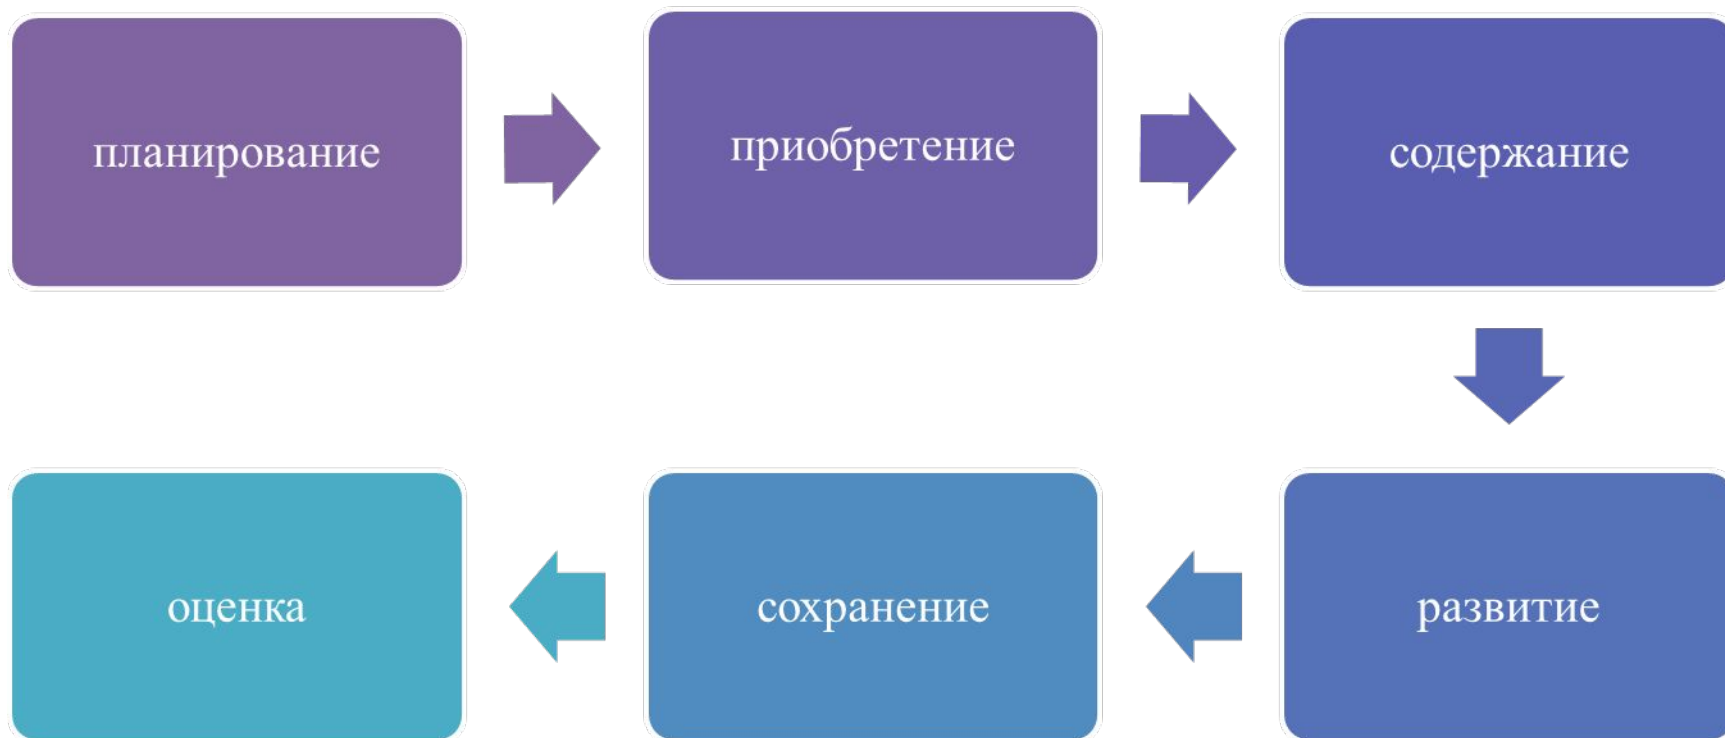 планирование
приобретение
содержание
развитие
сохранение
оценка